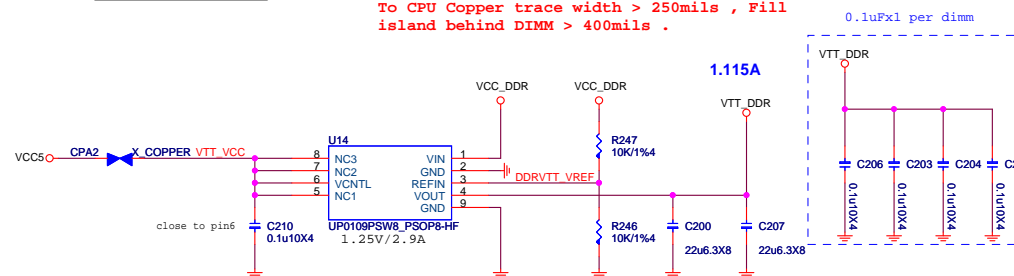 To CPU Copper trace width > 250mils , Fill
island behind DIMM > 400mils .
0.1uFx1 per dimm
VTT_DDR
1.115A
VCC_DDR
VCC_DDR
VTT_DDR
U14
R247
10K/1%4
VCC5
CPA2
X_COPPER
VTT_VCC
8
NC3
VIN
1
7
NC2
GND
2
6
VCNTL
REFIN
3
DDRVTT_VREF
5
NC1
VOUT
4
GND
9
C206
C203
C204
0.1u10X4
0.1u10X4
0.1u10X4
0.1u10X4
close to pin6
C210
0.1u10X4
UP0109PSW8_PSOP8-HF
1.25V/2.9A
R246
10K/1%4
C200
22u6.3X8
C207
22u6.3X8